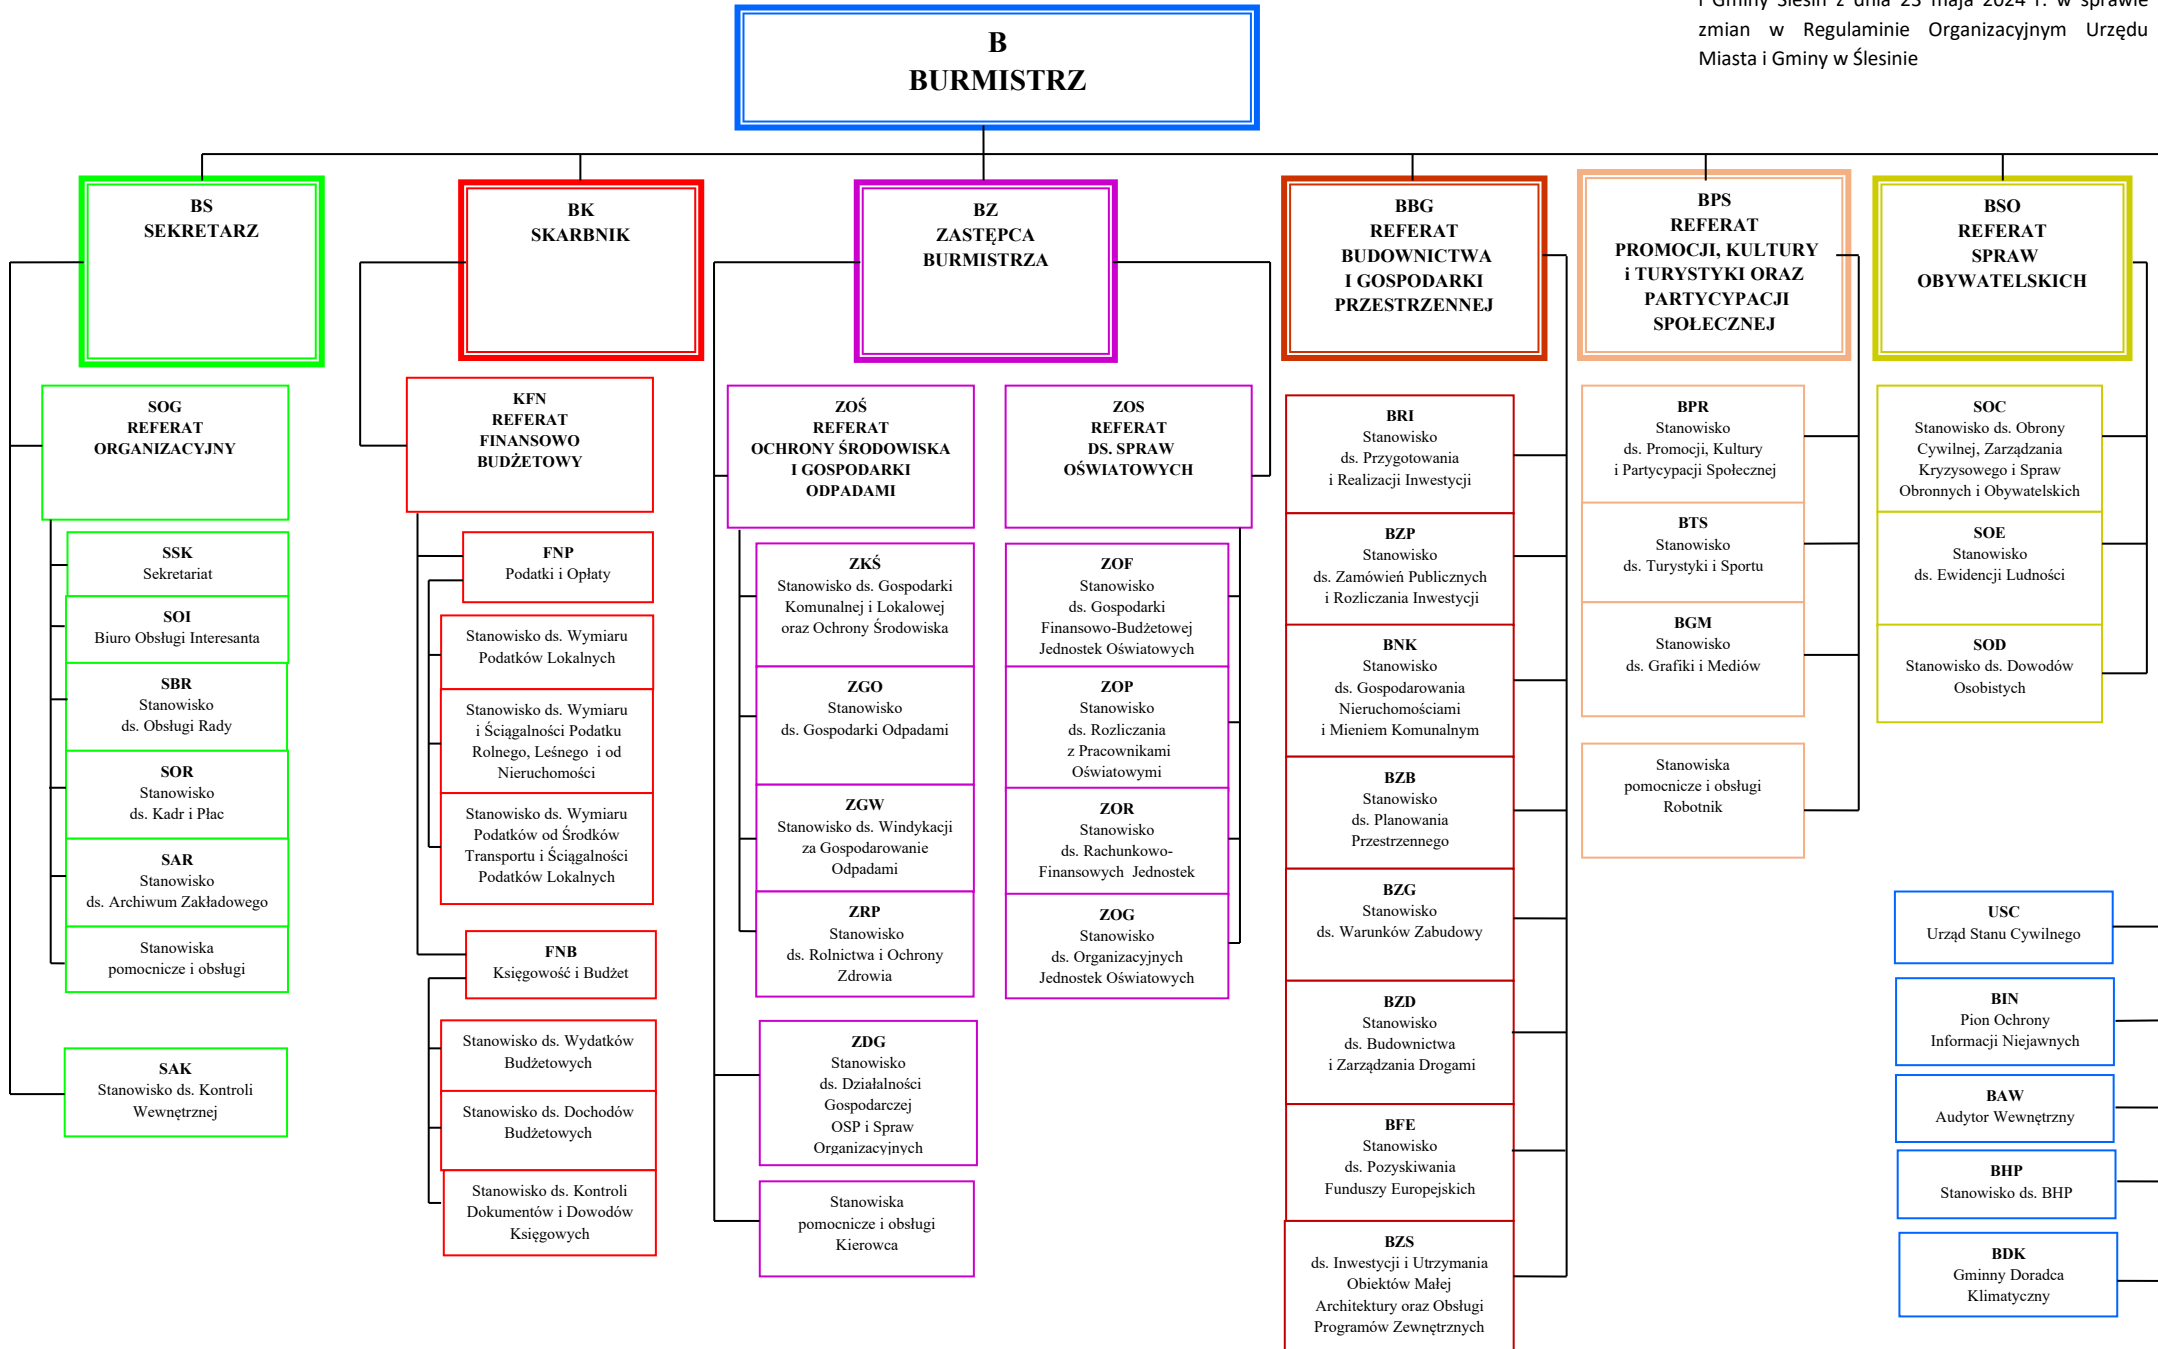 i Gminy Ślesin z dnia 23 maja 2024 r. w sprawie
zmian w Regulaminie Organizacyjnym Urzędu
Miasta i Gminy w Ślesinie
B
BURMISTRZ
BS
SEKRETARZ
BK
SKARBNIK
BZ
ZASTĘPCA
BURMISTRZA
BBG
REFERAT
BUDOWNICTWA
I GOSPODARKI
PRZESTRZENNEJ
BPS
REFERAT
PROMOCJI, KULTURY
i TURYSTYKI ORAZ
PARTYCYPACJI
SPOŁECZNEJ
BSO
REFERAT
SPRAW
OBYWATELSKICH
SOG
REFERAT
ORGANIZACYJNY
SSK
Sekretariat
SOI
Biuro Obsługi Interesanta
SBR
Stanowisko
ds. Obsługi Rady
SOR
Stanowisko
ds. Kadr i Płac
SAR
Stanowisko
ds. Archiwum Zakładowego
Stanowiska
pomocnicze i obsługi
SAK
Stanowisko ds. Kontroli
Wewnętrznej
KFN
REFERAT
FINANSOWO
BUDŻETOWY
FNP
Podatki i Opłaty
Stanowisko ds. Wymiaru
Podatków Lokalnych
Stanowisko ds. Wymiaru
i Ściągalności Podatku
Rolnego, Leśnego i od
Nieruchomości
Stanowisko ds. Wymiaru
Podatków od Środków
Transportu i Ściągalności
Podatków Lokalnych
FNB
Księgowość i Budżet
Stanowisko ds. Wydatków
Budżetowych
Stanowisko ds. Dochodów
Budżetowych
Stanowisko ds. Kontroli
Dokumentów i Dowodów
Księgowych
ZOŚ
REFERAT
OCHRONY ŚRODOWISKA
I GOSPODARKI
ODPADAMI
ZKŚ
Stanowisko ds. Gospodarki
Komunalnej i Lokalowej
oraz Ochrony Środowiska
ZGO
Stanowisko
ds. Gospodarki Odpadami
ZGW
Stanowisko ds. Windykacji
za Gospodarowanie
Odpadami
ZRP
Stanowisko
ds. Rolnictwa i Ochrony
Zdrowia
ZDG
Stanowisko
ds. Działalności
Gospodarczej
OSP i Spraw
Organizacyjnych
Stanowiska
pomocnicze i obsługi
Kierowca
ZOS
REFERAT
DS. SPRAW
OŚWIATOWYCH
ZOF
Stanowisko
ds. Gospodarki
Finansowo-Budżetowej
Jednostek Oświatowych
ZOP
Stanowisko
ds. Rozliczania
z Pracownikami
Oświatowymi
ZOR
Stanowisko
ds. Rachunkowo-
Finansowych Jednostek
ZOG
Stanowisko
ds. Organizacyjnych
Jednostek Oświatowych
BRI
Stanowisko
ds. Przygotowania
i Realizacji Inwestycji
BZP
Stanowisko
ds. Zamówień Publicznych
i Rozliczania Inwestycji
BNK
Stanowisko
ds. Gospodarowania
Nieruchomościami
i Mieniem Komunalnym
BZB
Stanowisko
ds. Planowania
Przestrzennego
BZG
Stanowisko
ds. Warunków Zabudowy
BZD
Stanowisko
ds. Budownictwa
i Zarządzania Drogami
BFE
Stanowisko
ds. Pozyskiwania
Funduszy Europejskich
BZS
ds. Inwestycji i Utrzymania
Obiektów Małej
Architektury oraz Obsługi
Programów Zewnętrznych
BPR
Stanowisko
ds. Promocji, Kultury
i Partycypacji Społecznej
BTS
Stanowisko
ds. Turystyki i Sportu
BGM
Stanowisko
ds. Grafiki i Mediów
Stanowiska
pomocnicze i obsługi
Robotnik
SOC
Stanowisko ds. Obrony
Cywilnej, Zarządzania
Kryzysowego i Spraw
Obronnych i Obywatelskich
SOE
Stanowisko
ds. Ewidencji Ludności
SOD
Stanowisko ds. Dowodów
Osobistych
USC
Urząd Stanu Cywilnego
BIN
Pion Ochrony
Informacji Niejawnych
BAW
Audytor Wewnętrzny
BHP
Stanowisko ds. BHP
BDK
Gminny Doradca
Klimatyczny